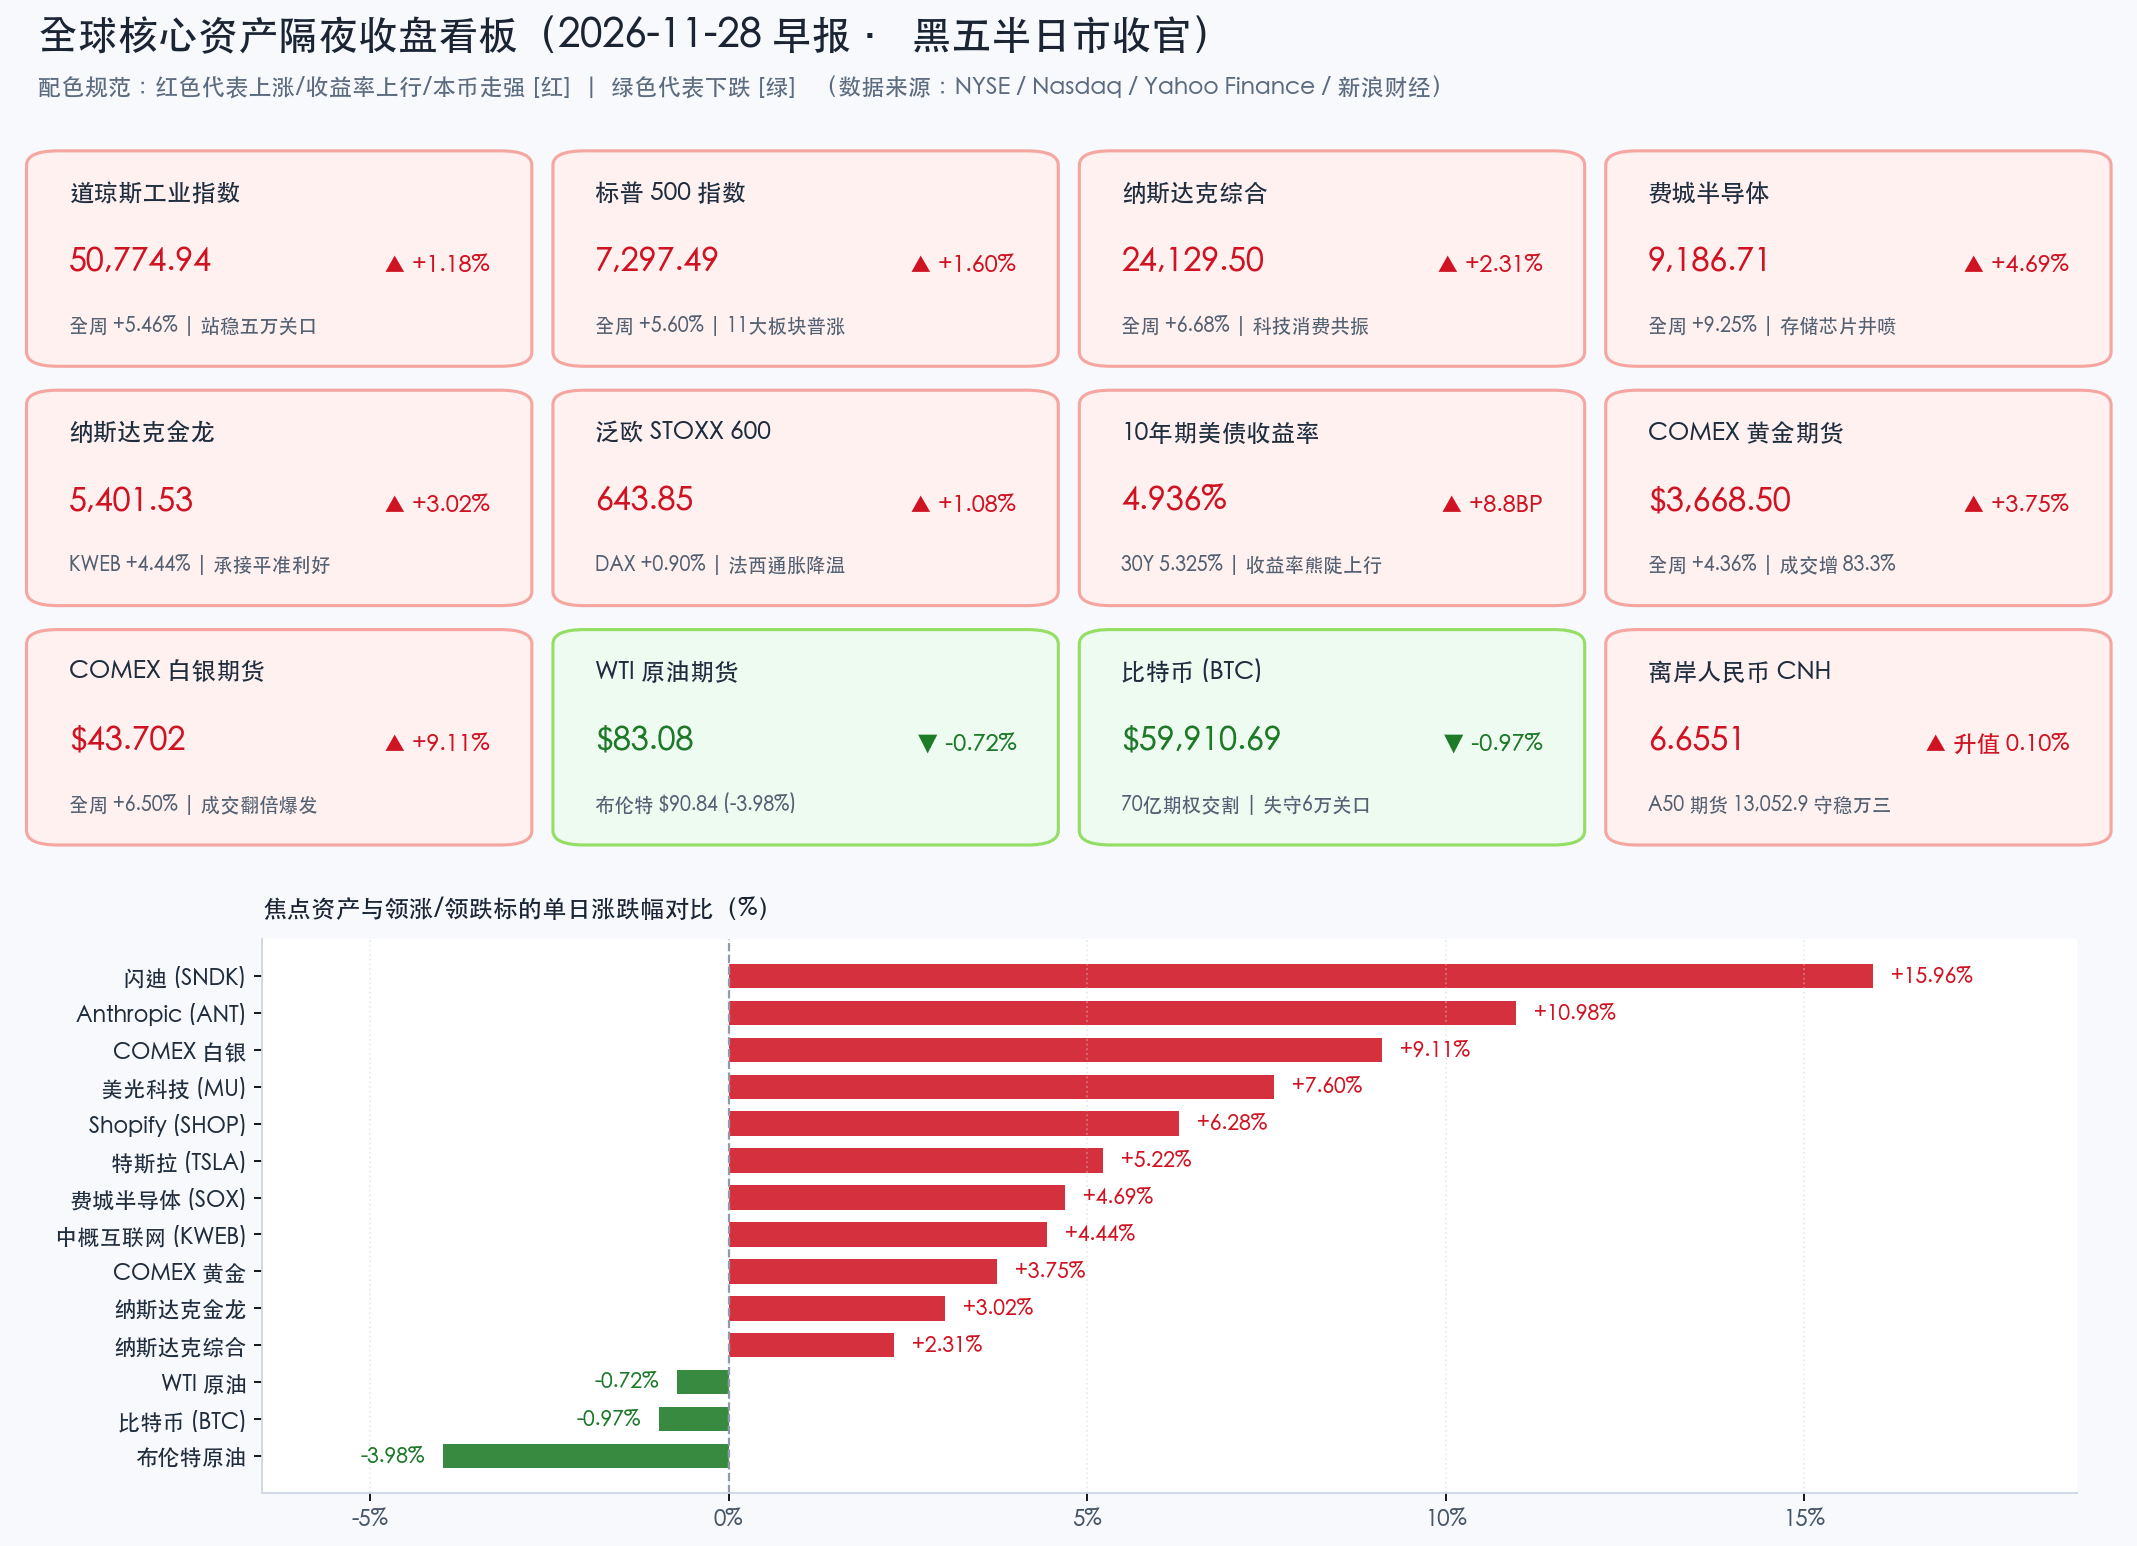 全球核心资产隔夜收盘看板（2026-11-28 早报 · 黑五半日市收官）
配色规范：红色代表上涨/收益率上行/本币走强 [红] | 绿色代表下跌 [绿] （数据来源：NYSE / Nasdaq / Yahoo Finance / 新浪财经）
道琼斯工业指数
50,774.94 ▲ +1.18%
全周 +5.46% | 站稳五万关口
标普 500 指数
7,297.49 ▲ +1.60%
全周 +5.60% | 11大板块普涨
纳斯达克综合
24,129.50 ▲ +2.31%
全周 +6.68% | 科技消费共振
费城半导体
9,186.71 ▲ +4.69%
全周 +9.25% | 存储芯片井喷
纳斯达克金龙
5,401.53 ▲ +3.02%
KWEB +4.44% | 承接平准利好
泛欧 STOXX 600
643.85 ▲ +1.08%
DAX +0.90% | 法西通胀降温
10年期美债收益率
4.936% ▲ +8.8BP
30Y 5.325% | 收益率熊陡上行
COMEX 黄金期货
$3,668.50 ▲ +3.75%
全周 +4.36% | 成交增 83.3%
COMEX 白银期货
$43.702 ▲ +9.11%
全周 +6.50% | 成交翻倍爆发
WTI 原油期货
$83.08 ▼ -0.72%
布伦特 $90.84 (-3.98%)
比特币 (BTC)
$59,910.69 ▼ -0.97%
70亿期权交割 | 失守6万关口
离岸人民币 CNH
6.6551 ▲ 升值 0.10%
A50 期货 13,052.9 守稳万三
焦点资产与领涨/领跌标的单日涨跌幅对比（%）
闪迪 (SNDK) +15.96%
Anthropic (ANT) +10.98%
COMEX 白银 +9.11%
美光科技 (MU) +7.60%
Shopify (SHOP) +6.28%
特斯拉 (TSLA) +5.22%
费城半导体 (SOX) +4.69%
中概互联网 (KWEB) +4.44%
COMEX 黄金 +3.75%
纳斯达克金龙 +3.02%
纳斯达克综合 +2.31%
WTI 原油 -0.72%
比特币 (BTC) -0.97%
布伦特原油 -3.98%
-5% 0% 5% 10% 15%